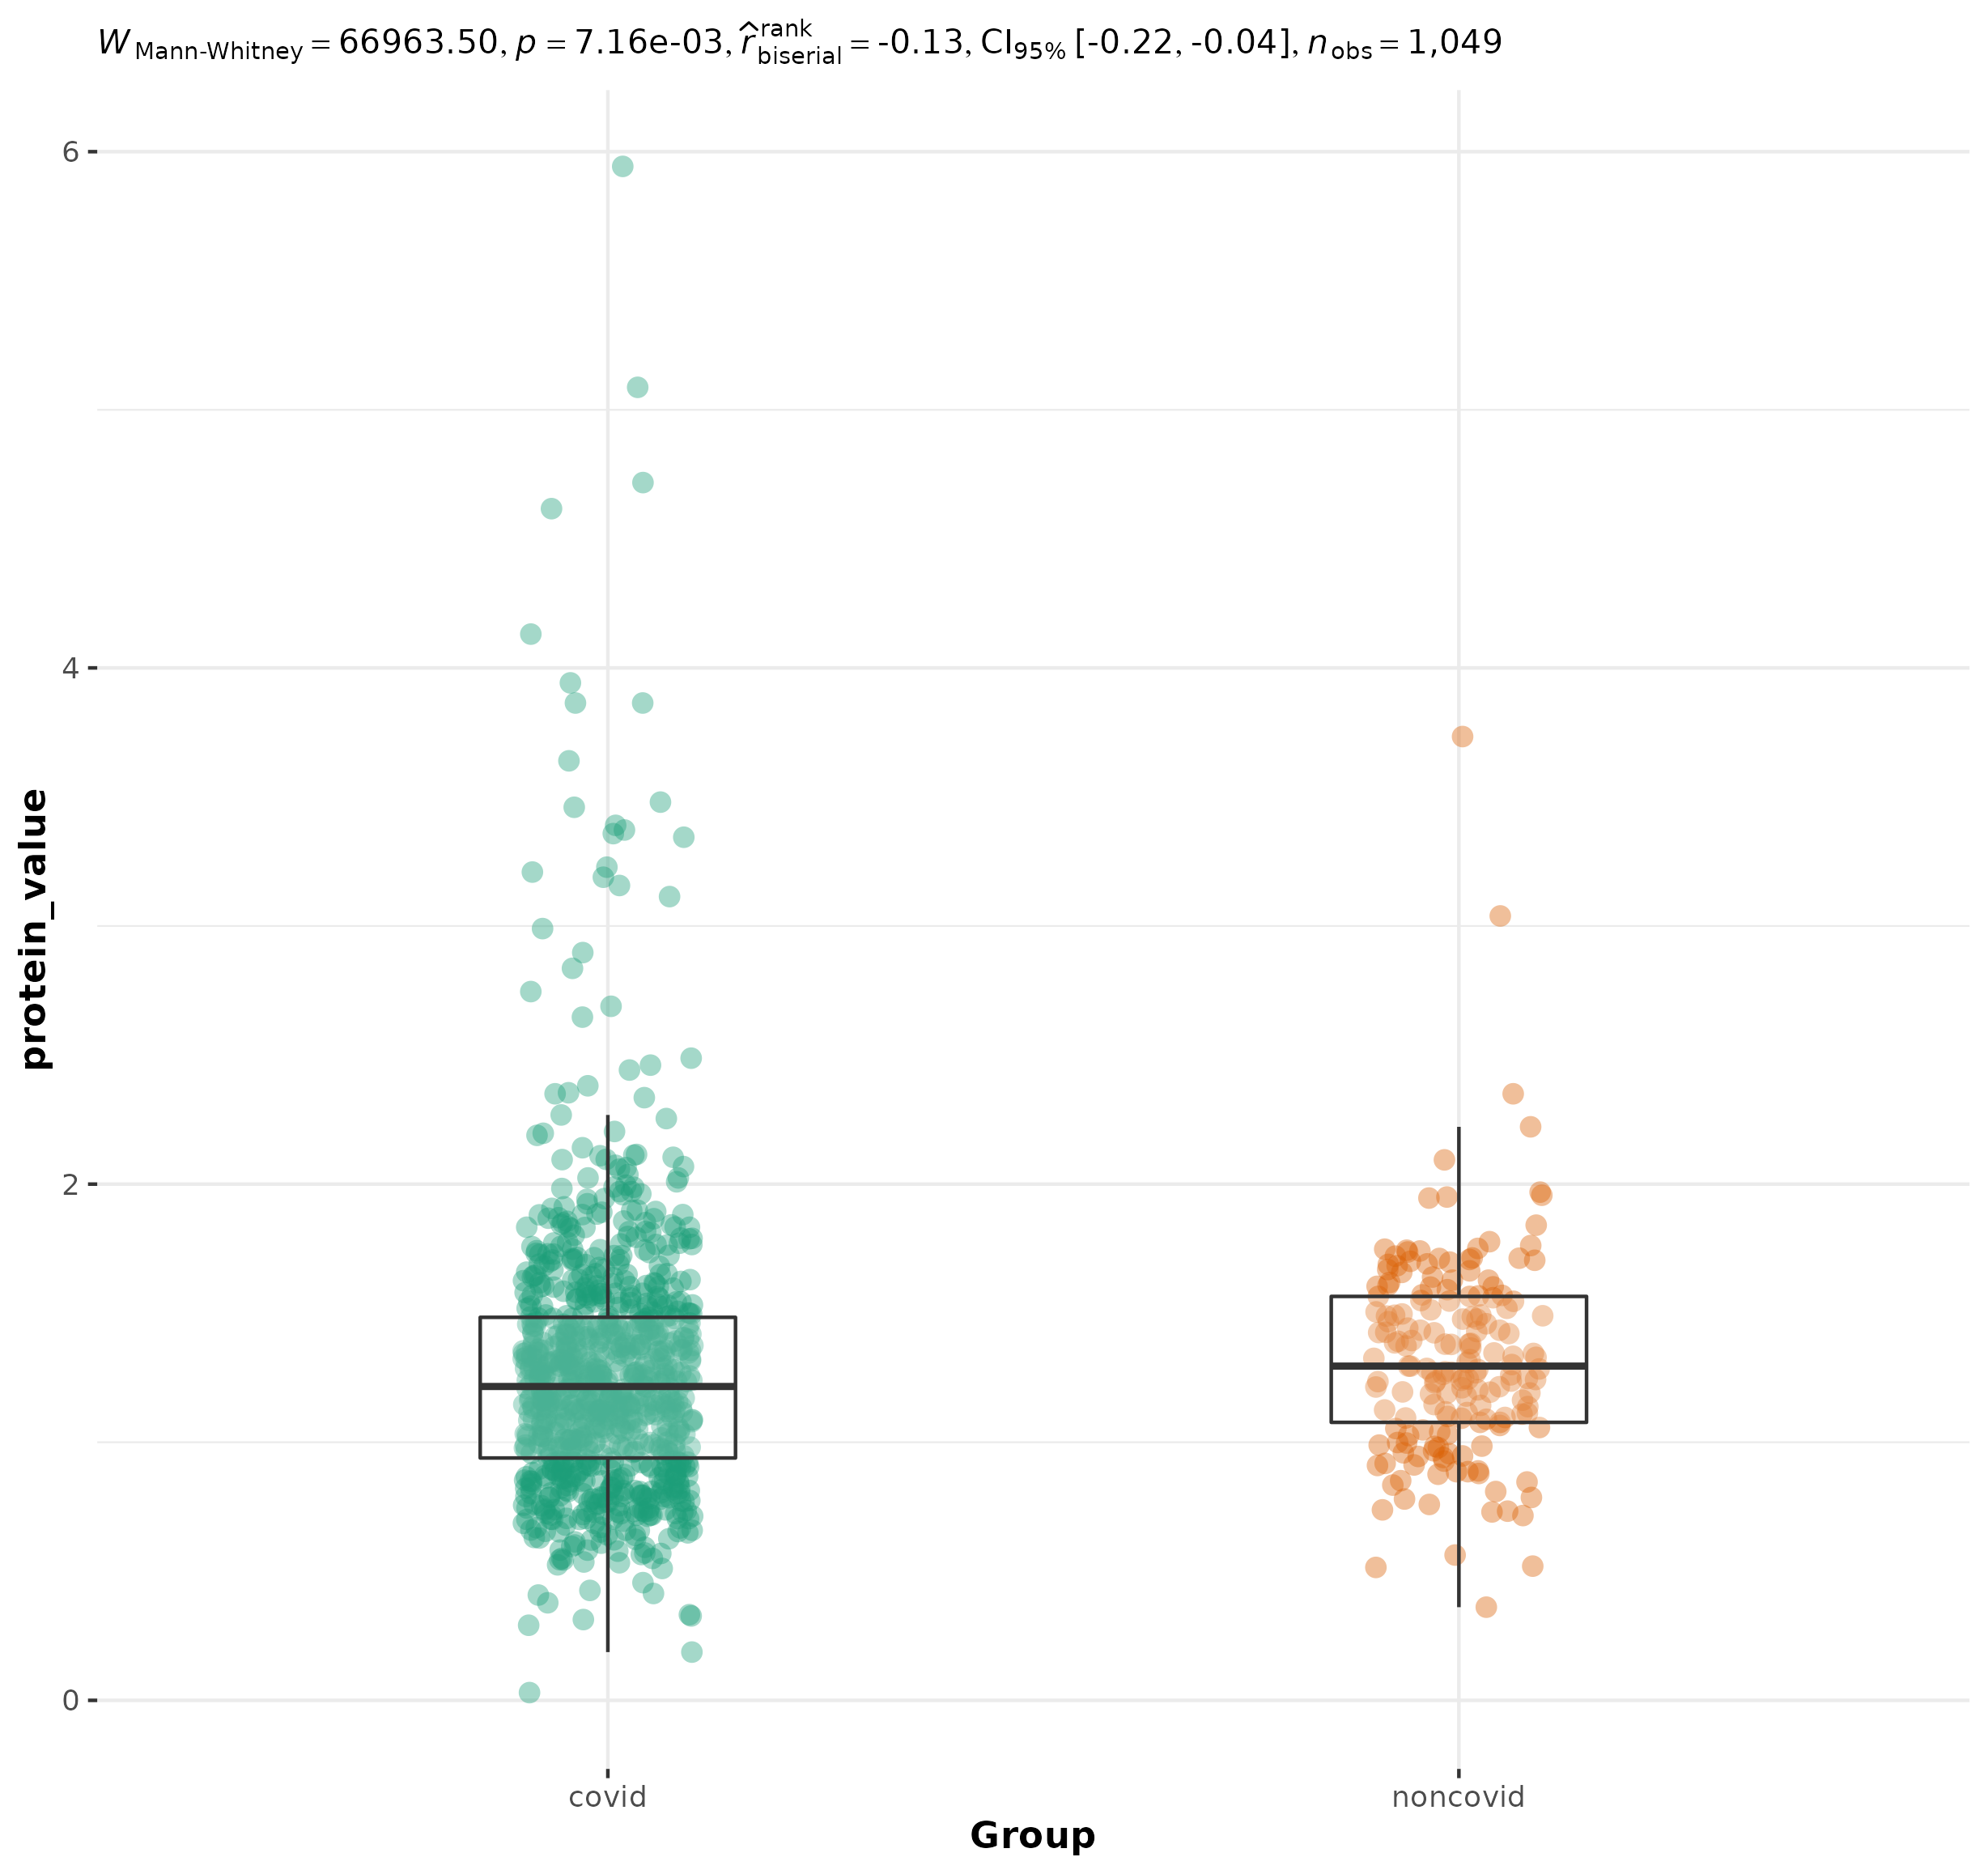 W Mann-Whitney = 66963.50, p = 7.16e-03, r̂ rank biserial = -0.13, CI95% [-0.22, -0.04], n obs = 1,049
6
4
2
0
protein_value
covid noncovid
Group